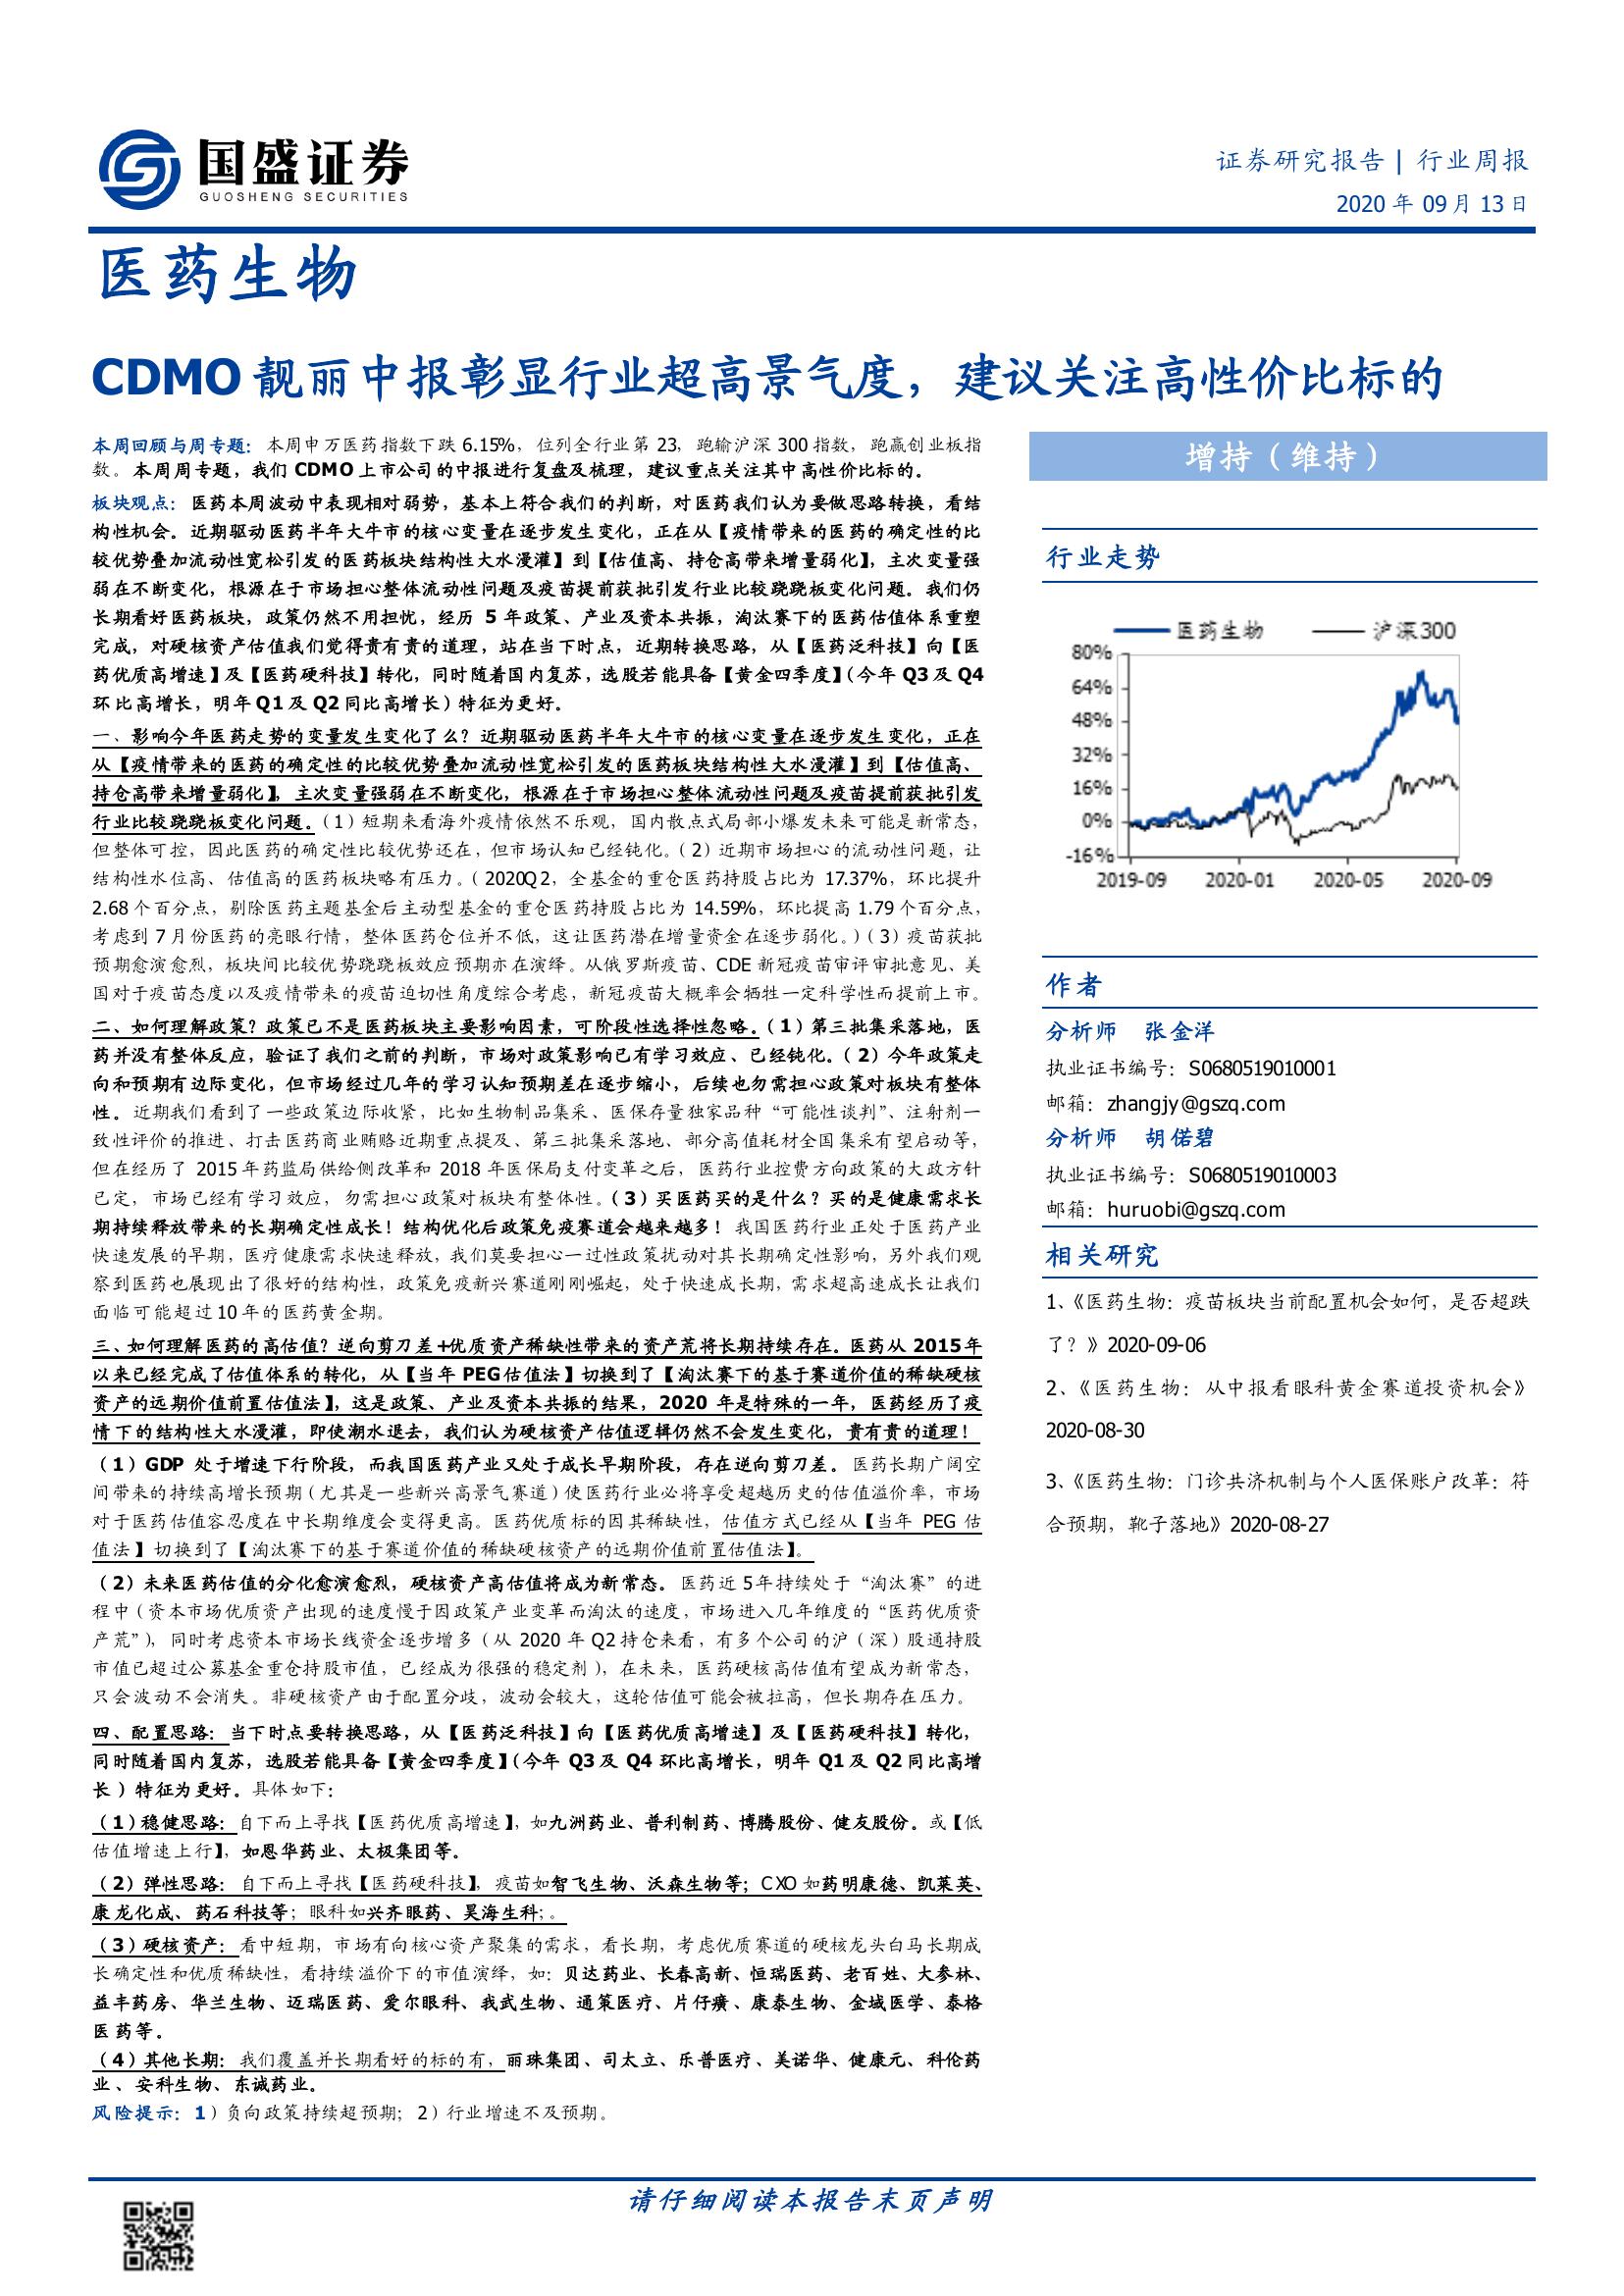 国盛证券
GUOSHENG SECURITIES
证券研究报告 | 行业周报
2020 年 09 月 13 日
医药生物
CDMO 靓丽中报彰显行业超高景气度，建议关注高性价比标的
本周回顾与周专题：本周申万医药指数下跌 6.15%，位列全行业第 23，跑输沪深 300 指数，跑赢创业板指
数。本周周专题，我们 CDMO 上市公司的中报进行复盘及梳理，建议重点关注其中高性价比标的。
板块观点：医药本周波动中表现相对弱势，基本上符合我们的判断，对医药我们认为要做思路转换，看结
构性机会。近期驱动医药半年大牛市的核心变量在逐步发生变化，正在从【疫情带来的医药的确定性的比
较优势叠加流动性宽松引发的医药板块结构性大水漫灌】到【估值高、持仓高带来增量弱化】，主次变量强
弱在不断变化，根源在于市场担心整体流动性问题及疫苗提前获批引发行业比较跷跷板变化问题。我们仍
长期看好医药板块，政策仍然不用担忧，经历 5 年政策、产业及资本共振，淘汰赛下的医药估值体系重塑
完成，对硬核资产估值我们觉得贵有贵的道理，站在当下时点，近期转换思路，从【医药泛科技】向【医
药优质高增速】及【医药硬科技】转化，同时随着国内复苏，选股若能具备【黄金四季度】（今年 Q3 及 Q4
环比高增长，明年 Q1 及 Q2 同比高增长）特征为更好。
一、影响今年医药走势的变量发生变化了么？近期驱动医药半年大牛市的核心变量在逐步发生变化，正在
从【疫情带来的医药的确定性的比较优势叠加流动性宽松引发的医药板块结构性大水漫灌】到【估值高、
持仓高带来增量弱化】，主次变量强弱在不断变化，根源在于市场担心整体流动性问题及疫苗提前获批引发
行业比较跷跷板变化问题。（1）短期来看海外疫情依然不乐观，国内散点式局部小爆发未来可能是新常态，
但整体可控，因此医药的确定性比较优势还在，但市场认知已经钝化。（2）近期市场担心的流动性问题，让
结构性水位高、估值高的医药板块略有压力。（2020Q2，全基金的重仓医药持股占比为 17.37%，环比提升
2.68 个百分点，剔除医药主题基金后主动型基金的重仓医药持股占比为 14.59%，环比提高 1.79 个百分点，
考虑到 7 月份医药的亮眼行情，整体医药仓位并不低，这让医药潜在增量资金在逐步弱化。）（3）疫苗获批
预期愈演愈烈，板块间比较优势跷跷板效应预期亦在演绎。从俄罗斯疫苗、CDE 新冠疫苗审评审批意见、美
国对于疫苗态度以及疫情带来的疫苗迫切性角度综合考虑，新冠疫苗大概率会牺牲一定科学性而提前上市。
二、如何理解政策？政策已不是医药板块主要影响因素，可阶段性选择性忽略。（1）第三批集采落地，医
药并没有整体反应，验证了我们之前的判断，市场对政策影响已有学习效应、已经钝化。（2）今年政策走
向和预期有边际变化，但市场经过几年的学习认知预期差在逐步缩小，后续也勿需担心政策对板块有整体
性。近期我们看到了一些政策边际收紧，比如生物制品集采、医保存量独家品种“可能性谈判”、注射剂一
致性评价的推进、打击医药商业贿赂近期重点提及、第三批集采落地、部分高值耗材全国集采有望启动等，
但在经历了 2015 年药监局供给侧改革和 2018 年医保局支付变革之后，医药行业控费方向政策的大政方针
已定，市场已经有学习效应，勿需担心政策对板块有整体性。（3）买医药买的是什么？买的是健康需求长
期持续释放带来的长期确定性成长！结构优化后政策免疫赛道会越来越多！我国医药行业正处于医药产业
快速发展的早期，医疗健康需求快速释放，我们莫要担心一过性政策扰动对其长期确定性影响，另外我们观
察到医药也展现出了很好的结构性，政策免疫新兴赛道刚刚崛起，处于快速成长期，需求超高速成长让我们
面临可能超过 10 年的医药黄金期。
三、如何理解医药的高估值？逆向剪刀差+优质资产稀缺性带来的资产荒将长期持续存在。医药从 2015 年
以来已经完成了估值体系的转化，从【当年 PEG 估值法】切换到了【淘汰赛下的基于赛道价值的稀缺硬核
资产的远期价值前置估值法】，这是政策、产业及资本共振的结果，2020 年是特殊的一年，医药经历了疫
情下的结构性大水漫灌，即使潮水退去，我们认为硬核资产估值逻辑仍然不会发生变化，贵有贵的道理！
（1）GDP 处于增速下行阶段，而我国医药产业又处于成长早期阶段，存在逆向剪刀差。医药长期广阔空
间带来的持续高增长预期（尤其是一些新兴高景气赛道）使医药行业必将享受超越历史的估值溢价率，市场
对于医药估值容忍度在中长期维度会变得更高。医药优质标的因其稀缺性，估值方式已经从【当年 PEG 估
值法】切换到了【淘汰赛下的基于赛道价值的稀缺硬核资产的远期价值前置估值法】。
（2）未来医药估值的分化愈演愈烈，硬核资产高估值将成为新常态。医药近 5 年持续处于“淘汰赛”的进
程中（资本市场优质资产出现的速度慢于因政策产业变革而淘汰的速度，市场进入几年维度的“医药优质资
产荒”），同时考虑资本市场长线资金逐步增多（从 2020 年 Q2 持仓来看，有多个公司的沪（深）股通持股
市值已超过公募基金重仓持股市值，已经成为很强的稳定剂），在未来，医药硬核高估值有望成为新常态，
只会波动不会消失。非硬核资产由于配置分歧，波动会较大，这轮估值可能会被拉高，但长期存在压力。
四、配置思路：当下时点要转换思路，从【医药泛科技】向【医药优质高增速】及【医药硬科技】转化，
同时随着国内复苏，选股若能具备【黄金四季度】（今年 Q3 及 Q4 环比高增长，明年 Q1 及 Q2 同比高增
长）特征为更好。具体如下：
（1）稳健思路：自下而上寻找【医药优质高增速】，如九洲药业、普利制药、博腾股份、健友股份。或【低
估值增速上行】，如恩华药业、太极集团等。
（2）弹性思路：自下而上寻找【医药硬科技】，疫苗如智飞生物、沃森生物等；CXO 如药明康德、凯莱英、
康龙化成、药石科技等；眼科如兴齐眼药、昊海生科；。
（3）硬核资产：看中短期，市场有向核心资产聚集的需求，看长期，考虑优质赛道的硬核龙头白马长期成
长确定性和优质稀缺性，看持续溢价下的市值演绎，如：贝达药业、长春高新、恒瑞医药、老百姓、大参林、
益丰药房、华兰生物、迈瑞医药、爱尔眼科、我武生物、通策医疗、片仔癀、康泰生物、金域医学、泰格
医药等。
（4）其他长期：我们覆盖并长期看好的标的有，丽珠集团、司太立、乐普医疗、美诺华、健康元、科伦药
业、安科生物、东诚药业。
风险提示：1）负向政策持续超预期；2）行业增速不及预期。
增持（维持）
行业走势
医药生物 沪深300
80%
64%
48%
32%
16%
0%
-16%
2019-09 2020-01 2020-05 2020-09
作者
分析师 张金洋
执业证书编号：S0680519010001
邮箱：zhangjy@gszq.com
分析师 胡偌碧
执业证书编号：S0680519010003
邮箱：huruobi@gszq.com
相关研究
1、《医药生物：疫苗板块当前配置机会如何，是否超跌
了？》2020-09-06
2、《医药生物：从中报看眼科黄金赛道投资机会》
2020-08-30
3、《医药生物：门诊共济机制与个人医保账户改革：符
合预期，靴子落地》2020-08-27
请仔细阅读本报告末页声明